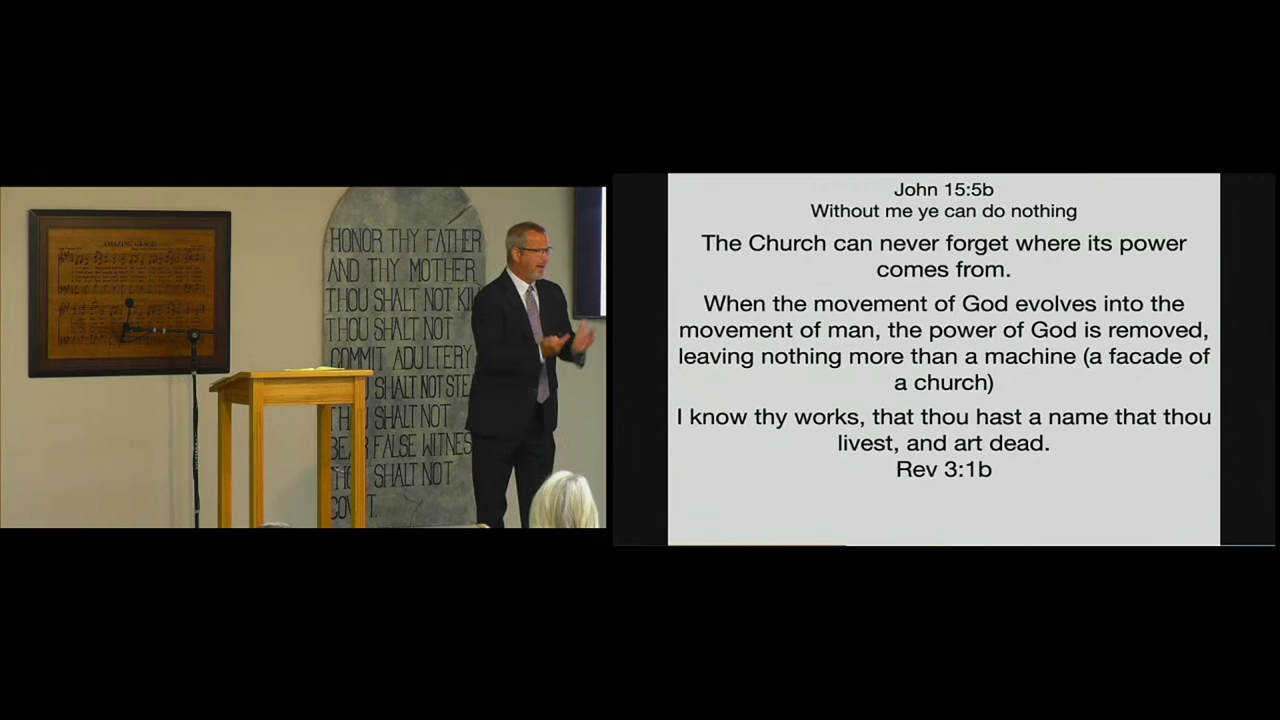 AMAZING GRACE
HONOR THY FATHER
AND THY MOTHER
THOU SHALT NOT KIL
THOU SHALT NOT
COMMIT ADULTERY
SHALT NOT STE
THOU SHALT NOT
BEAR FALSE WITNES
THOU SHALT NOT
COV T.
John 15:5b
Without me ye can do nothing
The Church can never forget where its power
comes from.
When the movement of God evolves into the
movement of man, the power of God is removed,
leaving nothing more than a machine (a facade of
a church)
I know thy works, that thou hast a name that thou
livest, and art dead.
Rev 3:1b